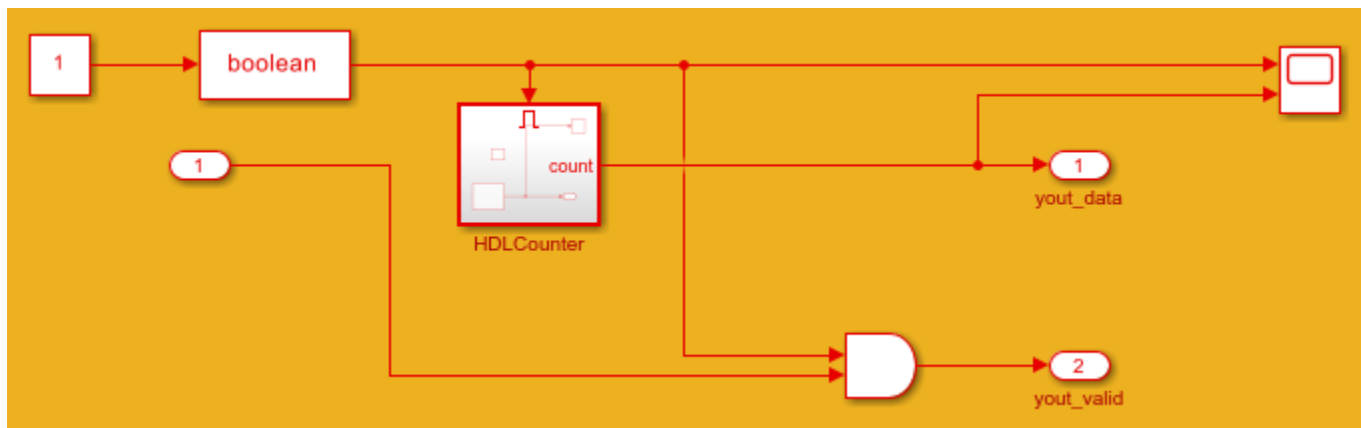 1
boolean
1
count
HDLCounter
1
yout_data
2
yout_valid